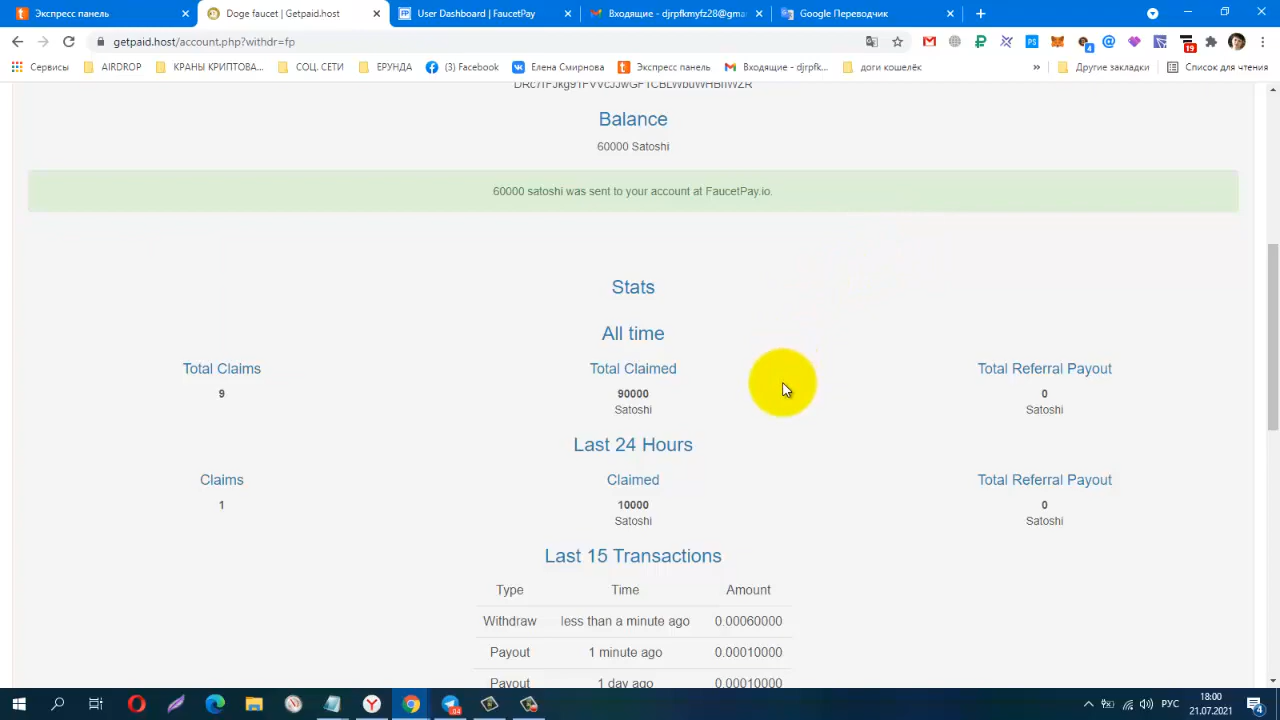 Экспресс панель
Doge faucet | Getpaid.host
User Dashboard | FaucetPay
Входящие - djrpfkmyfz28@gma
Google Переводчик
getpaid.host/account.php?withdr=fp
4
19
Сервисы
AIRDROP
КРАНЫ КРИПТОВА...
СОЦ. СЕТИ
ЕРУНДА
(3) Facebook
Елена Смирнова
Экспресс панель
Входящие - djrpfk...
доги кошелёк
»
Другие закладки
Список для чтения
Balance
60000 Satoshi
60000 satoshi was sent to your account at FaucetPay.io.
Stats
All time
Total Claims
Total Claimed
Total Referral Payout
9
90000
0
Satoshi
Satoshi
Last 24 Hours
Claims
Claimed
Total Referral Payout
1
10000
0
Satoshi
Satoshi
Last 15 Transactions
Type Time Amount
Withdraw less than a minute ago 0.00060000
Payout 1 minute ago 0.00010000
Payout 1 day ago 0.00010000
94
РУС
18:00
21.07.2021
4